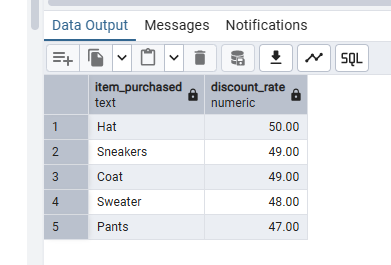 Data Output Messages Notifications
SQL
item_purchased discount_rate
text numeric
1 Hat 50.00
2 Sneakers 49.00
3 Coat 49.00
4 Sweater 48.00
5 Pants 47.00